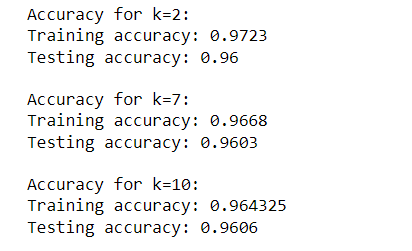 Accuracy for k=2:
Training accuracy: 0.9723
Testing accuracy: 0.96
Accuracy for k=7:
Training accuracy: 0.9668
Testing accuracy: 0.9603
Accuracy for k=10:
Training accuracy: 0.964325
Testing accuracy: 0.9606